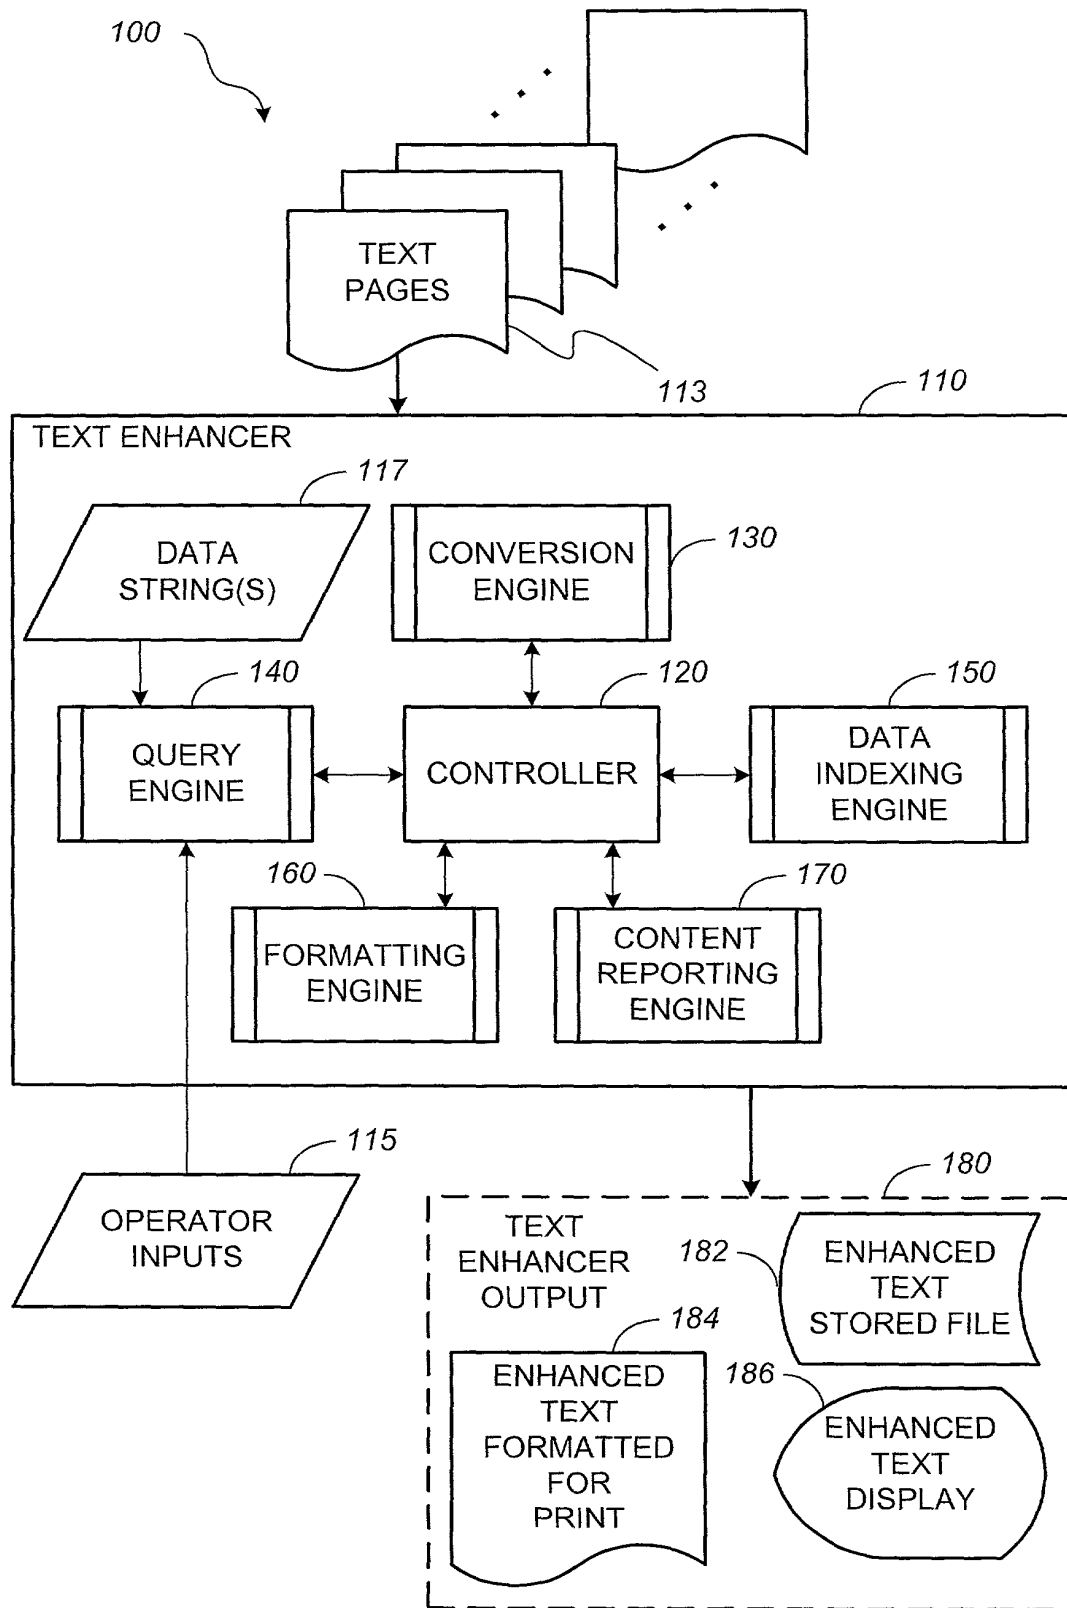 100
TEXT
PAGES
113
110
TEXT ENHANCER
117
DATA
STRING(S)
CONVERSION
ENGINE
130
140
QUERY
ENGINE
120
CONTROLLER
150
DATA
INDEXING
ENGINE
160
FORMATTING
ENGINE
170
CONTENT
REPORTING
ENGINE
115
OPERATOR
INPUTS
180
TEXT
ENHANCER
OUTPUT
182
ENHANCED
TEXT
STORED FILE
184
ENHANCED
TEXT
FORMATTED
FOR
PRINT
186
ENHANCED
TEXT
DISPLAY